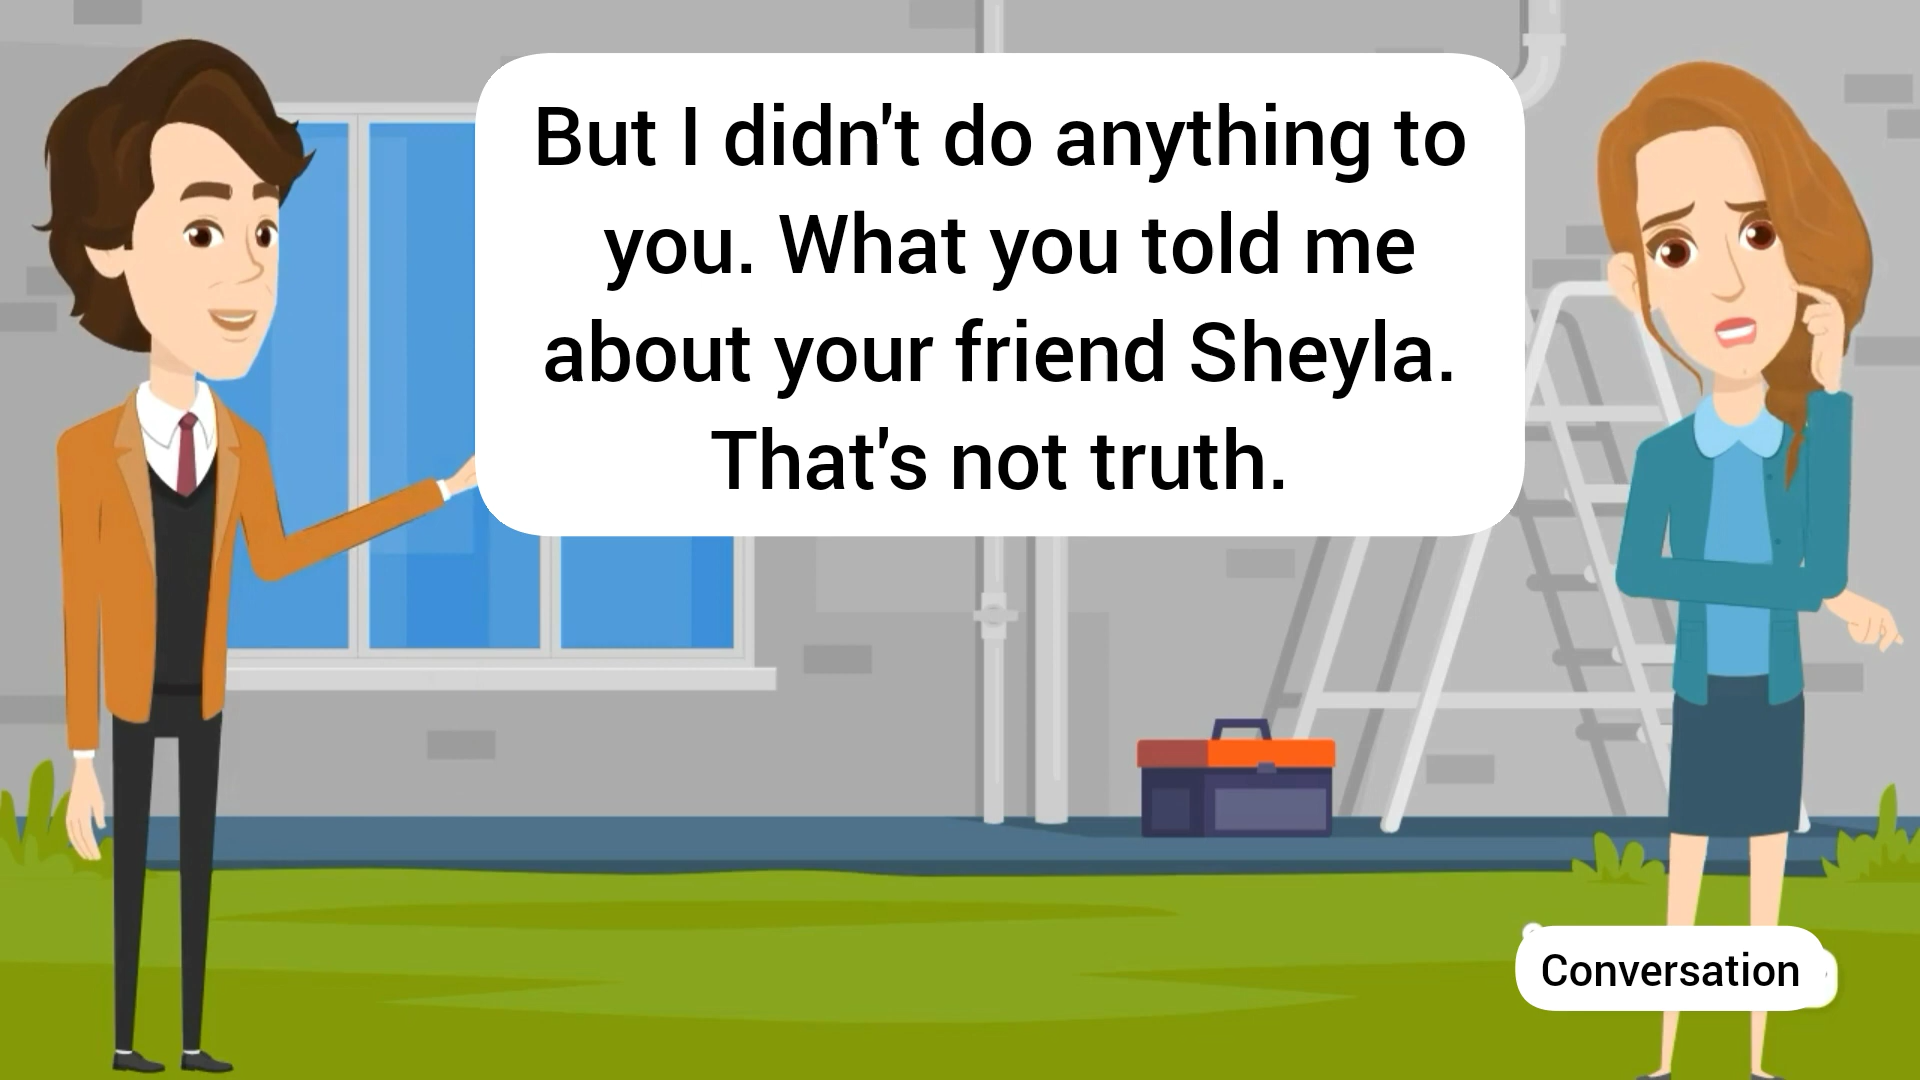 But I didn't do anything to
you. What you told me
about your friend Sheyla.
That's not truth.
Conversation